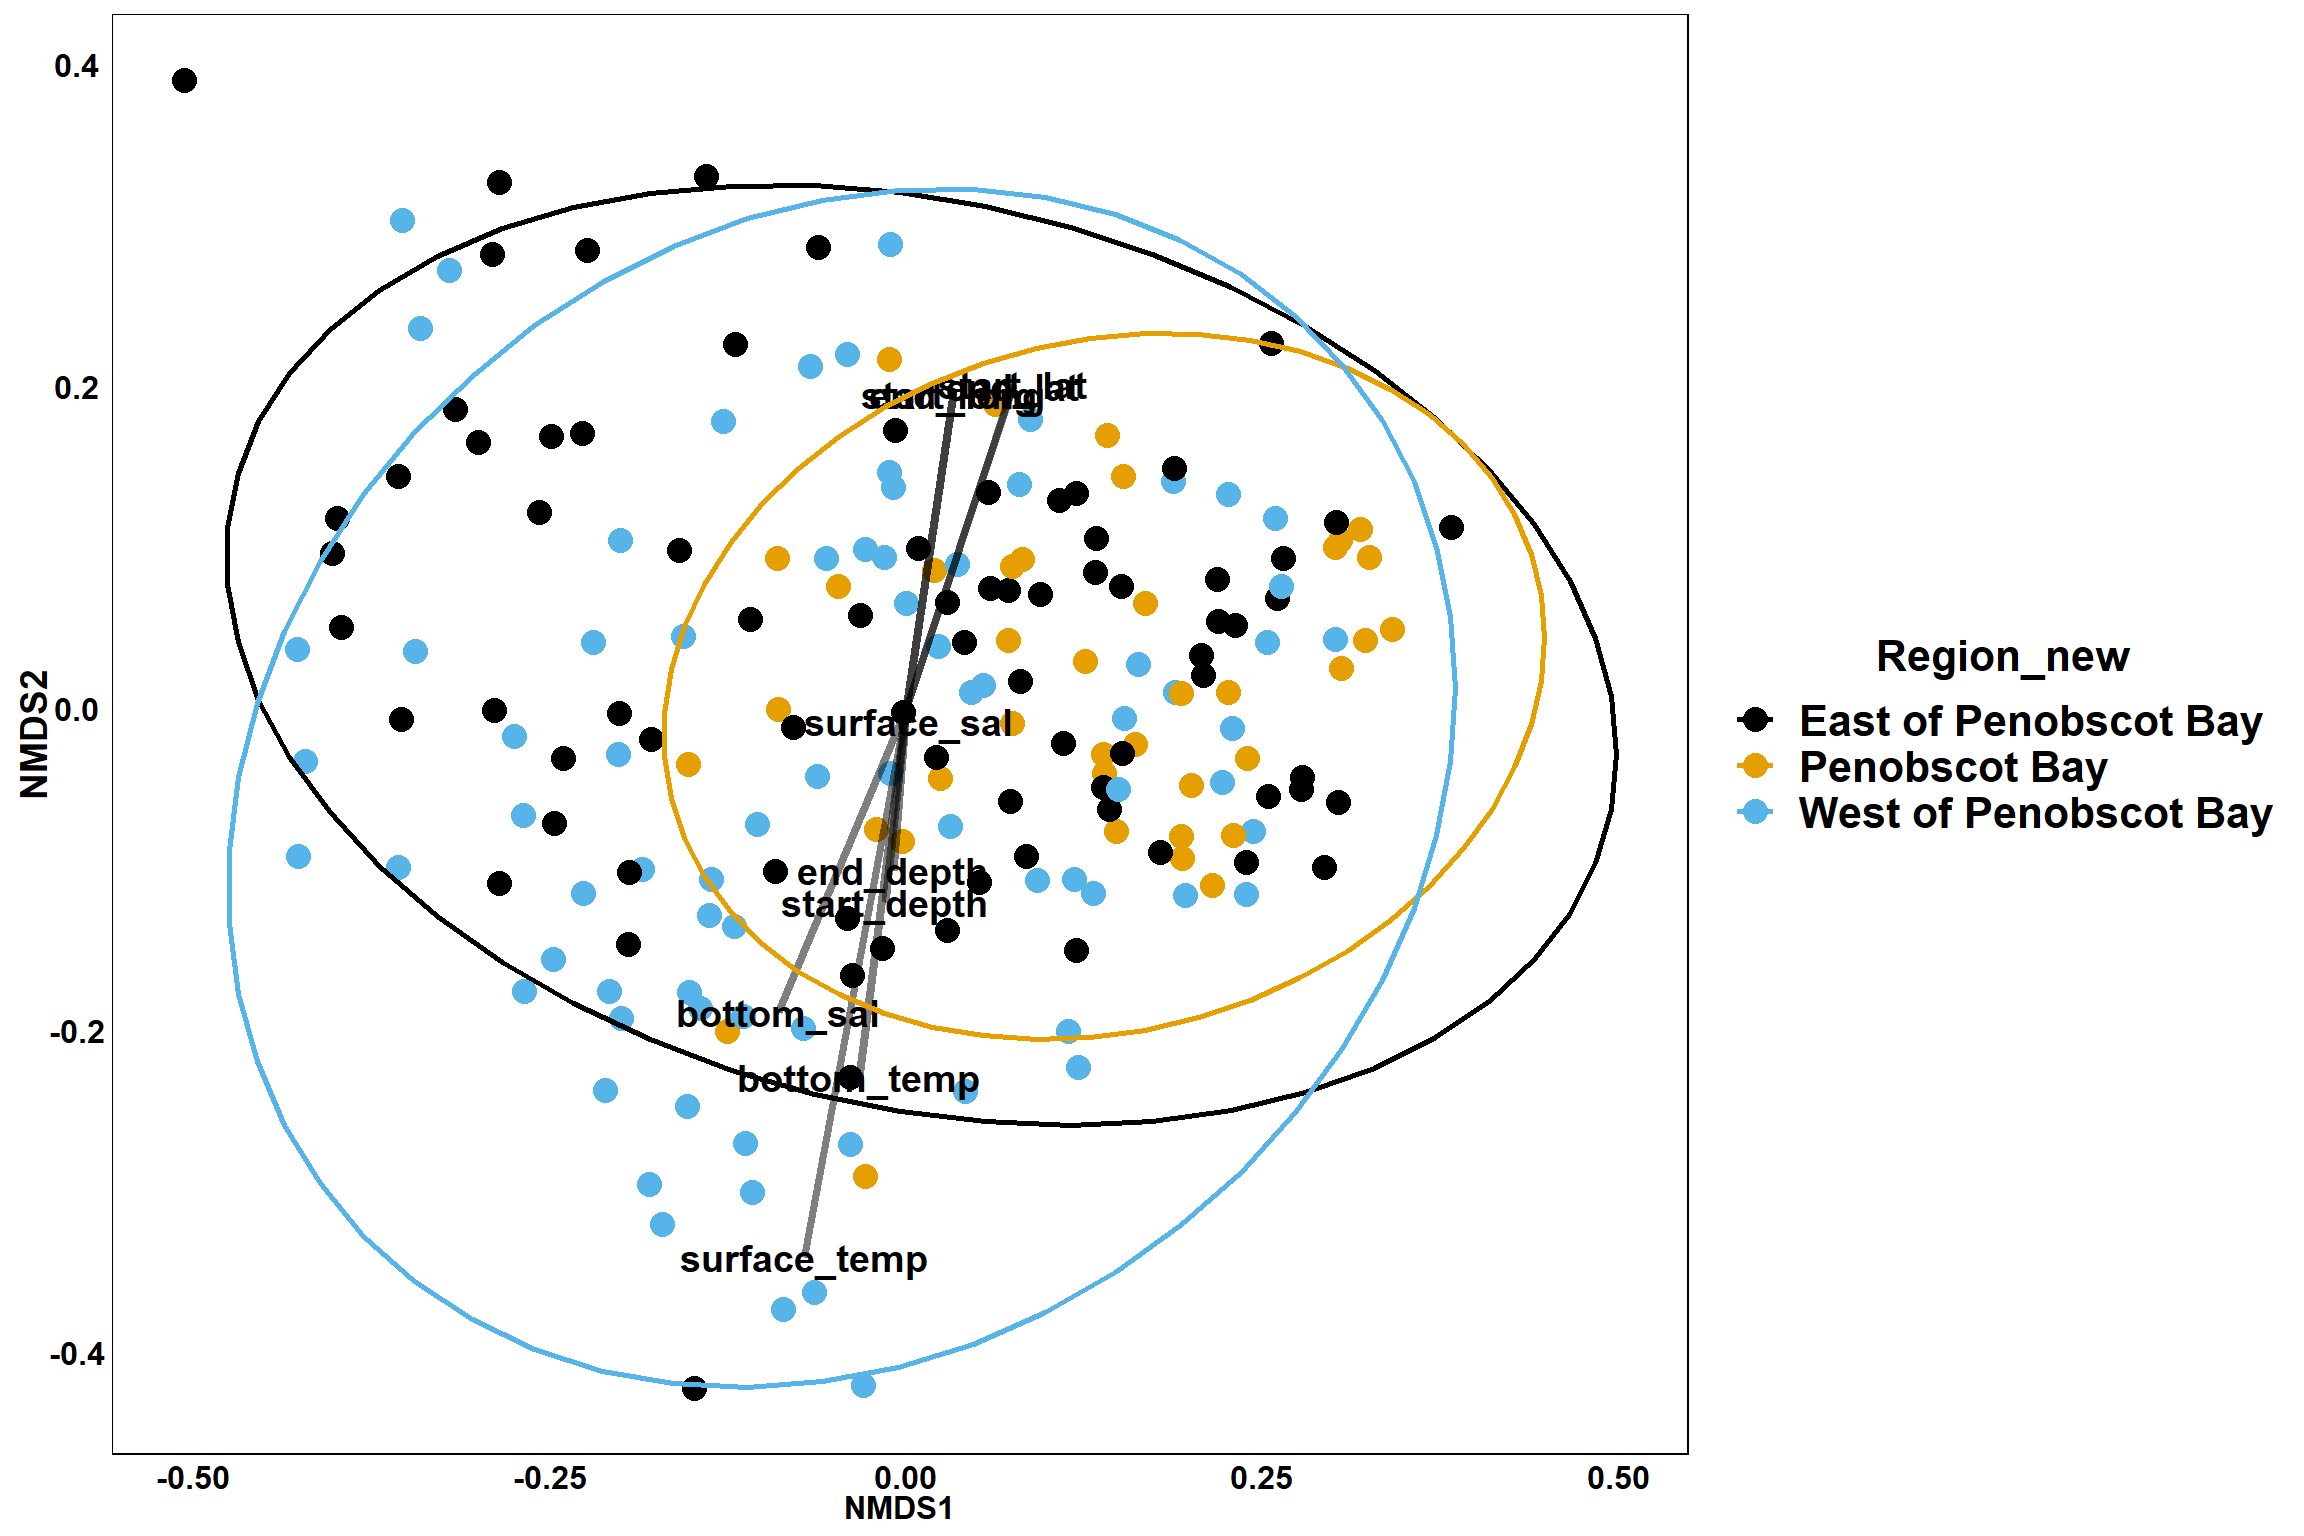 0.4
0.2
0.0
-0.2
-0.4
NMDS2
start_lat
surface_sal
end_depth
start_depth
bottom_sal
bottom_temp
surface_temp
-0.50
-0.25
0.00
0.25
0.50
NMDS1
Region_new
East of Penobscot Bay
Penobscot Bay
West of Penobscot Bay